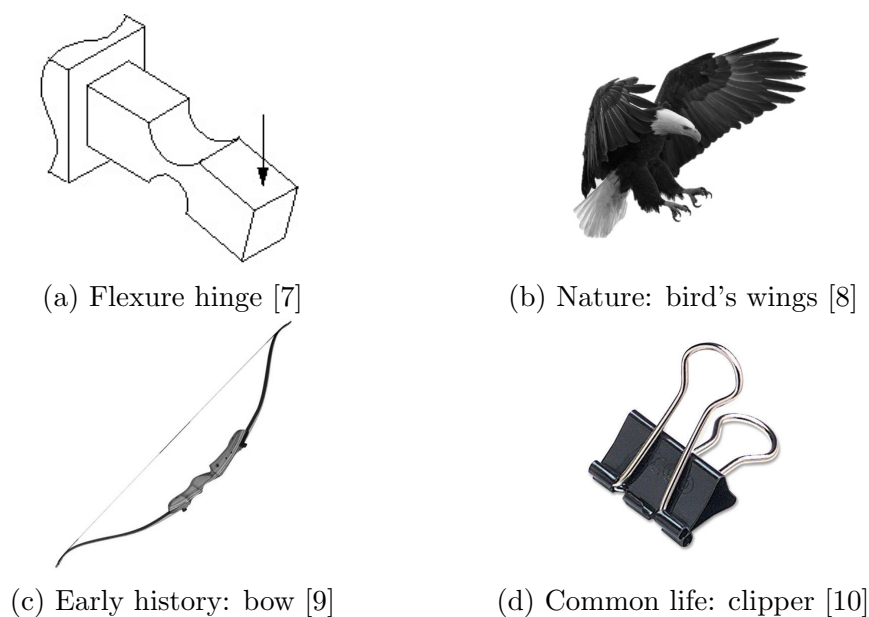 (a) Flexure hinge [7]
(b) Nature: bird's wings [8]
(c) Early history: bow [9]
(d) Common life: clipper [10]